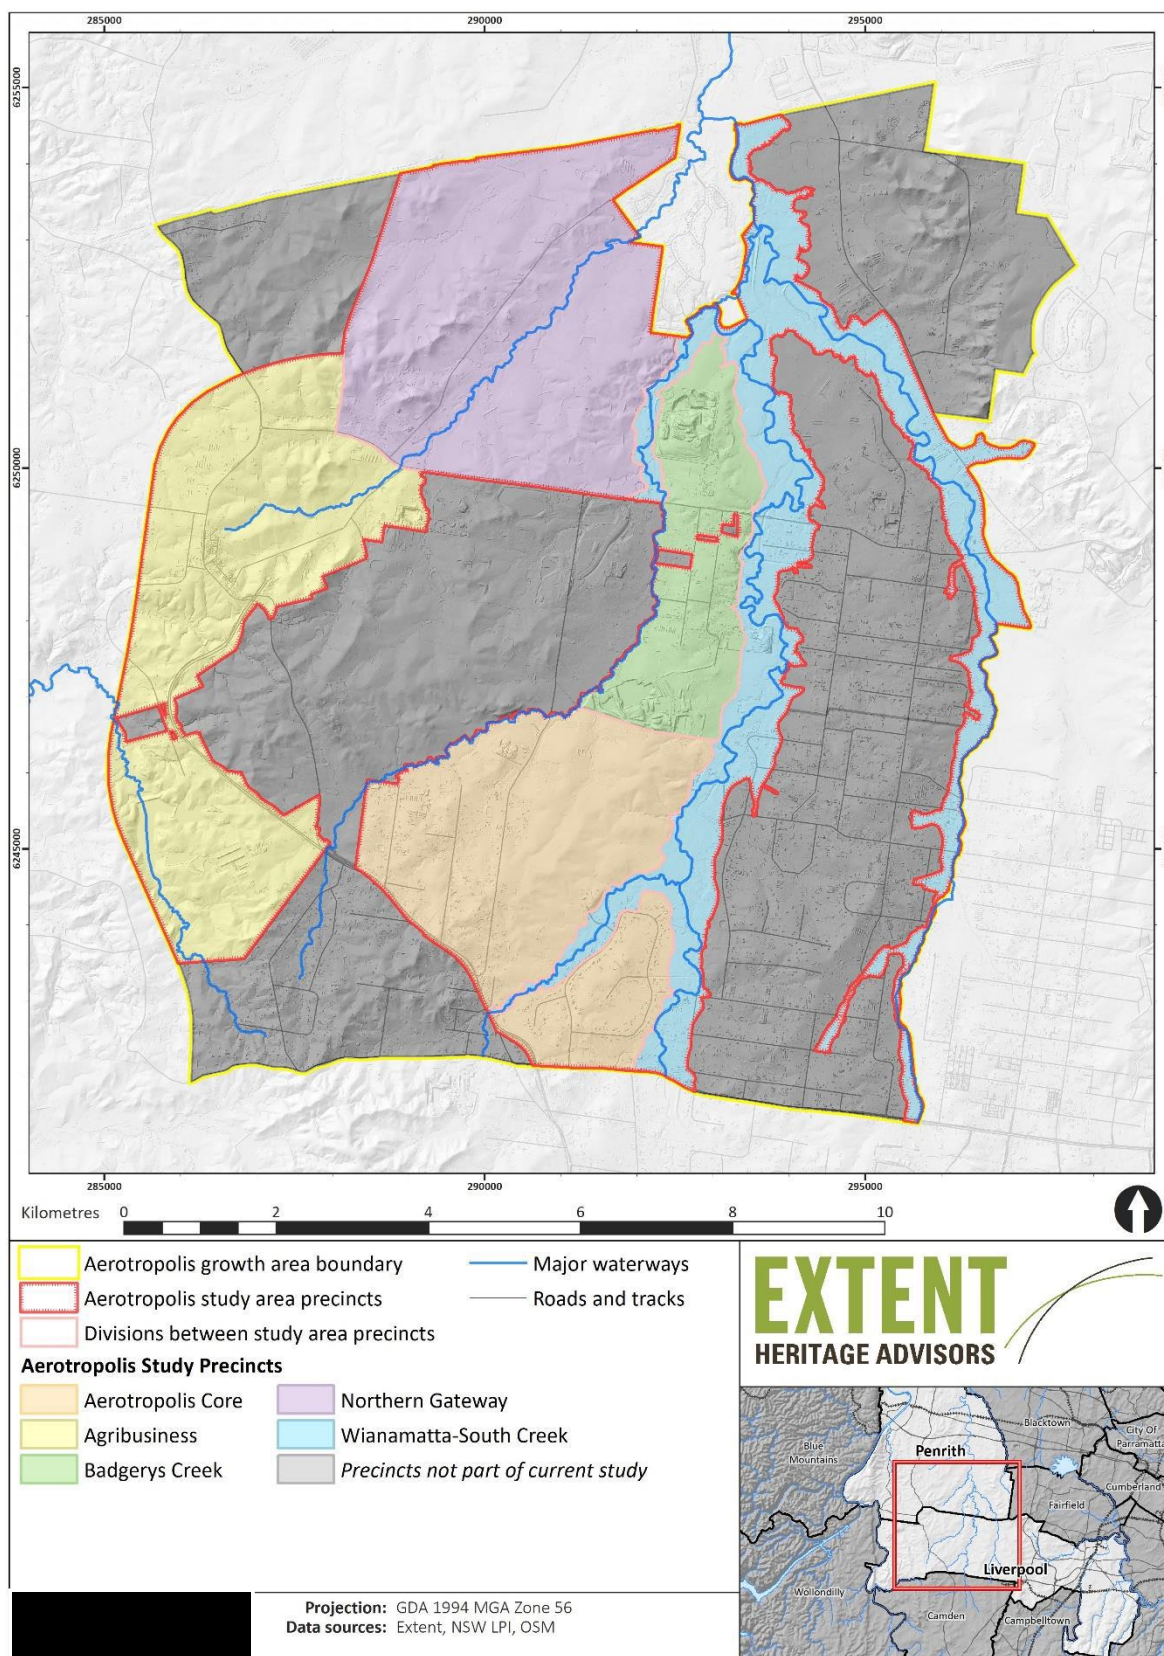 285000
290000
295000
6255000
6250000
6245000
285000
290000
295000
Kilometres 0 2 4 6 8 10
Aerotropolis growth area boundary
Aerotropolis study area precincts
Divisions between study area precincts
Major waterways
Roads and tracks
Aerotropolis Study Precincts
Aerotropolis Core
Agribusiness
Badgerys Creek
Northern Gateway
Wianamatta-South Creek
Precincts not part of current study
EXTENT
HERITAGE ADVISORS
Blacktown
City Of
Parramatta
Blue
Mountains
Penrith
Cumberland
Fairfield
Liverpool
Wollondilly
Camden
Campbelltown
Projection: GDA 1994 MGA Zone 56
Data sources: Extent, NSW LPI, OSM